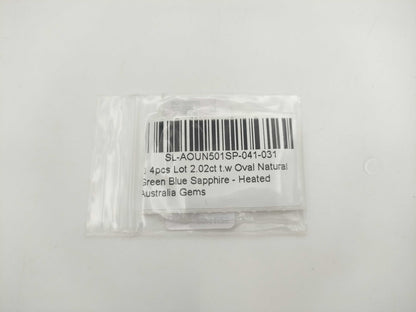 SL-AOUN501SP-041-031
4pcs Lot 2.02ct t.w Oval Natural
Green Blue Sapphire - Heated
Australia Gems